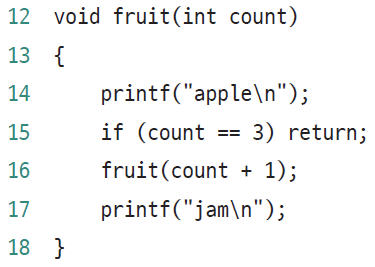 12 void fruit(int count)
13 {
14     printf("apple\n");
15     if (count == 3) return;
16     fruit(count + 1);
17     printf("jam\n");
18 }